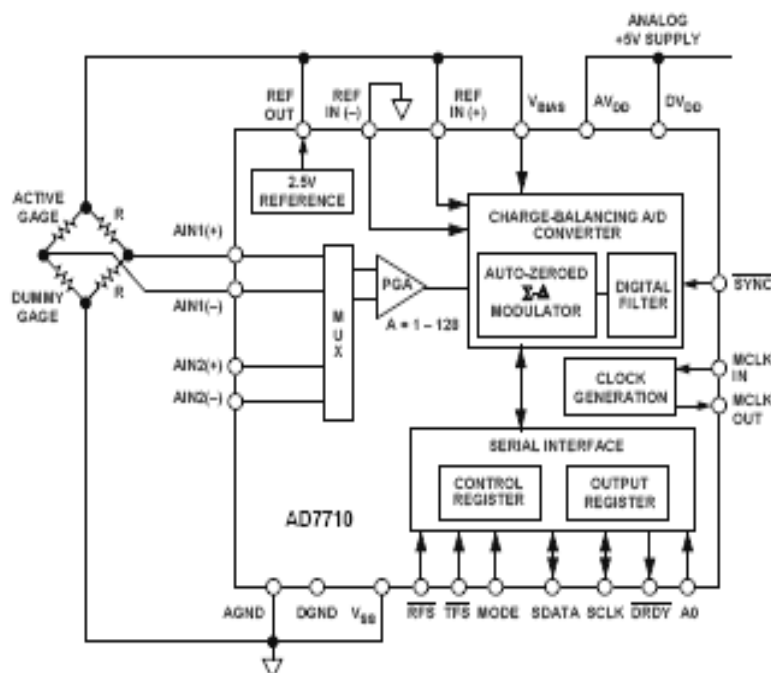 ANALOG
+5V SUPPLY
REF
OUT
REF
IN (–)
REF
IN (+)
VBIAS
AVDD
DVDD
2.5V
REFERENCE
ACTIVE
GAGE
R
DUMMY
GAGE
R
AIN1(+)
AIN1(–)
AIN2(+)
AIN2(–)
MUX
PGA
A = 1 – 128
CHARGE-BALANCING A/D
CONVERTER
AUTO-ZEROED
Σ-Δ
MODULATOR
DIGITAL
FILTER
SYNC
CLOCK
GENERATION
MCLK
IN
MCLK
OUT
SERIAL INTERFACE
CONTROL
REGISTER
OUTPUT
REGISTER
AD7710
AGND
DGND
VSS
RFS
TFS
MODE
SDATA
SCLK
DRDY
A0